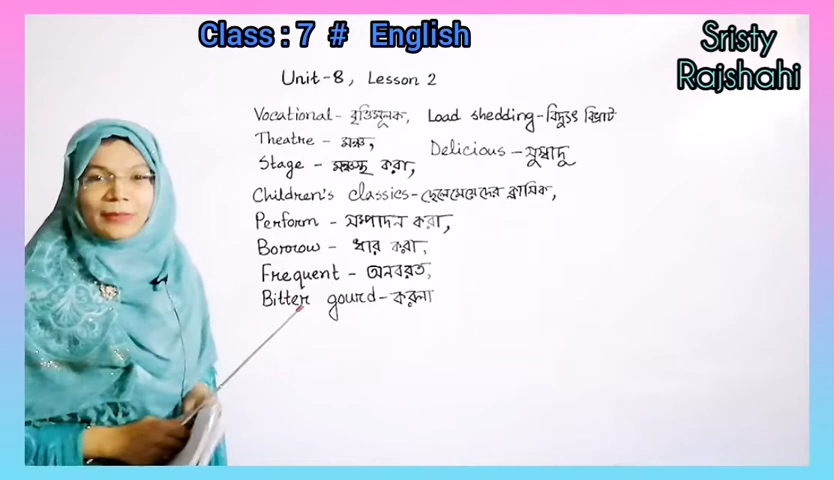 Class : 7 # English
Sristy
Rajshahi
Unit-8, Lesson 2
Vocational - বৃত্তিমূলক, Load shedding - বিদ্যুৎ বিভ্রাট
Theatre - মঞ্চ,
Delicious - সুস্বাদু
Stage - মঞ্চস্থ করা,
Children's classics - ছেলেমেয়েদের ক্লাসিক,
Perform - সম্পাদন করা,
Borrow - ধার করা,
Frequent - অনবরত,
Bitter gourd - করলা